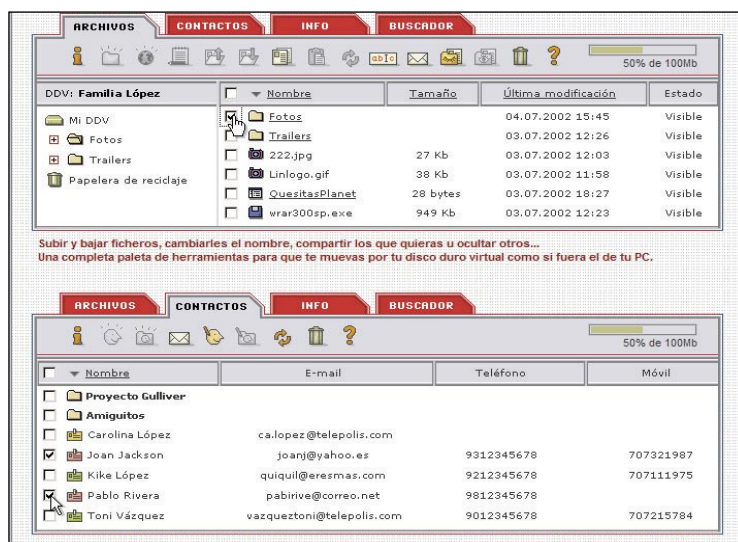 ARCHIVOS CONTACTOS INFO BUSCADOR
abIc 50% de 100Mb
DDV: Familia López Nombre Tamaño Última modificación Estado
Mi DDV Fotos 04.07.2002 15:45 Visible
Fotos Trailers 03.07.2002 12:26 Visible
Trailers 222.jpg 27 Kb 03.07.2002 12:03 Visible
Papelera de reciclaje Linlogo.gif 38 Kb 03.07.2002 11:58 Visible
QuesitasPlanet 28 bytes 03.07.2002 18:27 Visible
wrar300sp.exe 949 Kb 03.07.2002 12:23 Visible
Subir y bajar ficheros, cambiarles el nombre, compartir los que quieras u ocultar otros...
Una completa paleta de herramientas para que te muevas por tu disco duro virtual como si fuera el de tu PC.
ARCHIVOS CONTACTOS INFO BUSCADOR
50% de 100Mb
Nombre E-mail Teléfono Móvil
Proyecto Gulliver
Amiguitos
Carolina López ca.lopez@telepolis.com
Joan Jackson joanj@yahoo.es 9312345678 707321987
Kike López quiquil@eresmas.com 9212345678 707111975
Pablo Rivera pabirive@correo.net 9812345678
Toni Vázquez vazqueztoni@telepolis.com 9012345678 707215784